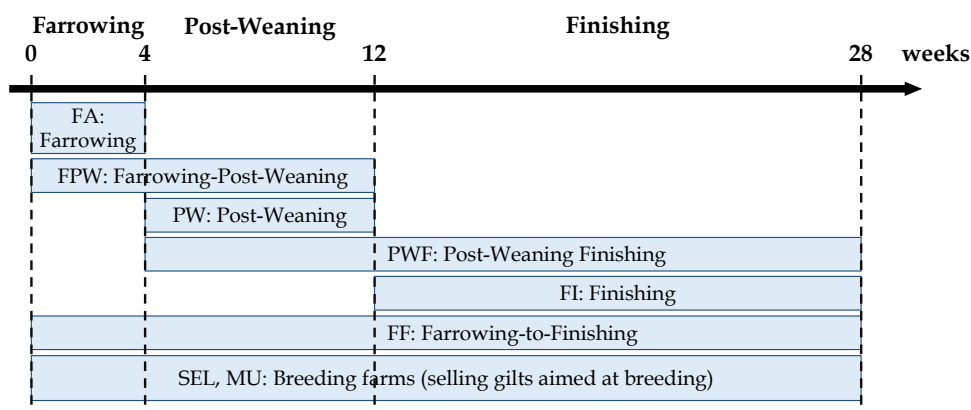 Farrowing Post-Weaning Finishing
0 4 12 28 weeks
FA:
Farrowing
FPW: Farrowing-Post-Weaning
PW: Post-Weaning
PWF: Post-Weaning Finishing
FI: Finishing
FF: Farrowing-to-Finishing
SEL, MU: Breeding farms (selling gilts aimed at breeding)